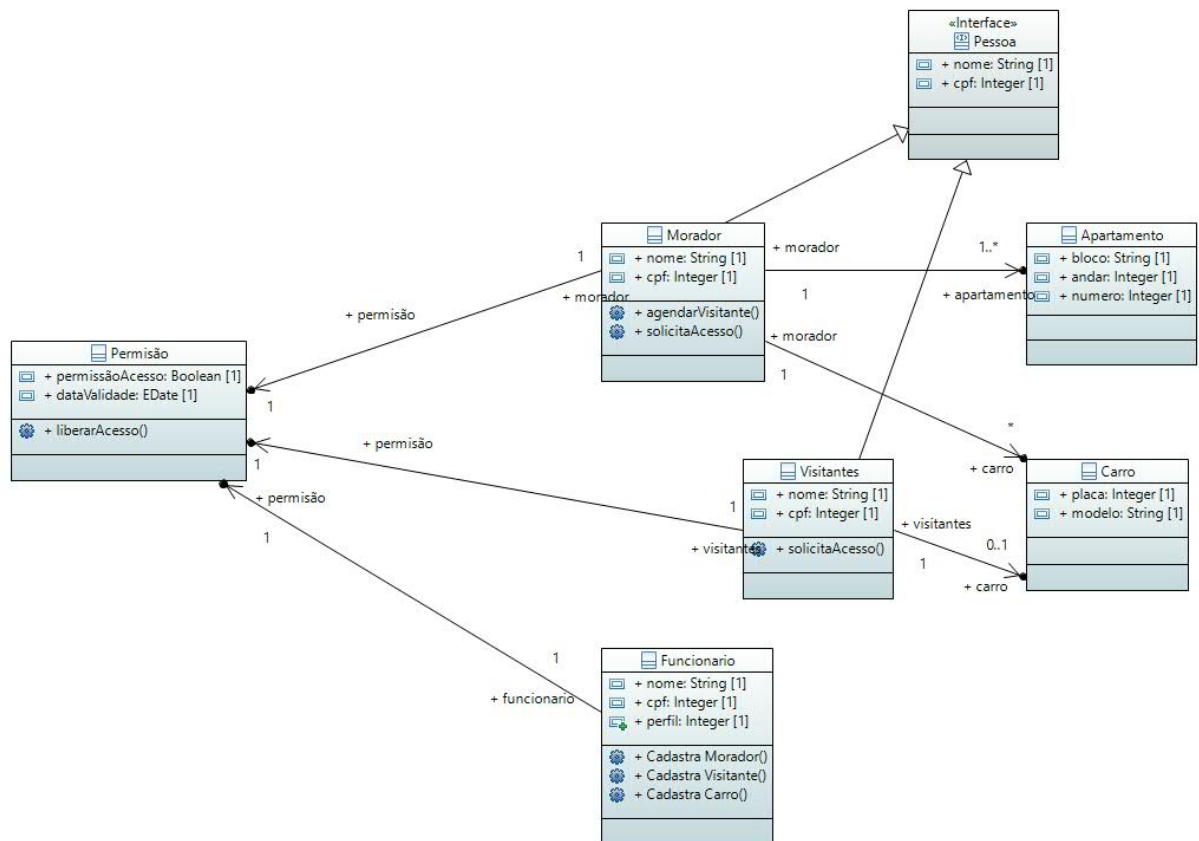 «Interface»
Pessoa
+ nome: String [1]
+ cpf: Integer [1]
Morador
+ nome: String [1]
+ cpf: Integer [1]
+ agendarVisitante()
+ solicitaAcesso()
+ morador
1..*
1
+ apartamento
Apartamento
+ bloco: String [1]
+ andar: Integer [1]
+ numero: Integer [1]
1
+ morador
+ permisão
1
+ morador
1
*
+ carro
Permisão
+ permissãoAcesso: Boolean [1]
+ dataValidade: EDate [1]
+ liberarAcesso()
+ permisão
1
1
+ visitantes
Visitantes
+ nome: String [1]
+ cpf: Integer [1]
+ solicitaAcesso()
+ visitantes
0..1
1
+ carro
Carro
+ placa: Integer [1]
+ modelo: String [1]
+ permisão
1
1
+ funcionario
Funcionario
+ nome: String [1]
+ cpf: Integer [1]
+ perfil: Integer [1]
+ Cadastra Morador()
+ Cadastra Visitante()
+ Cadastra Carro()